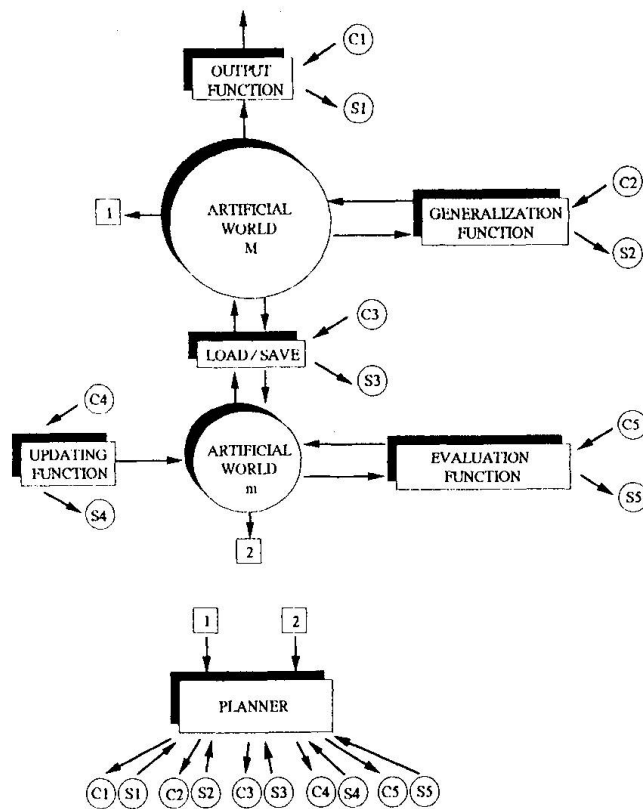 C1
OUTPUT
FUNCTION
S1
C2
1
ARTIFICIAL
WORLD
M
GENERALIZATION
FUNCTION
S2
C3
LOAD / SAVE
S3
C4
C5
UPDATING
FUNCTION
ARTIFICIAL
WORLD
m
EVALUATION
FUNCTION
S4
S5
2
1
2
PLANNER
C1 S1 C2 S2 C3 S3 C4 S4 C5 S5